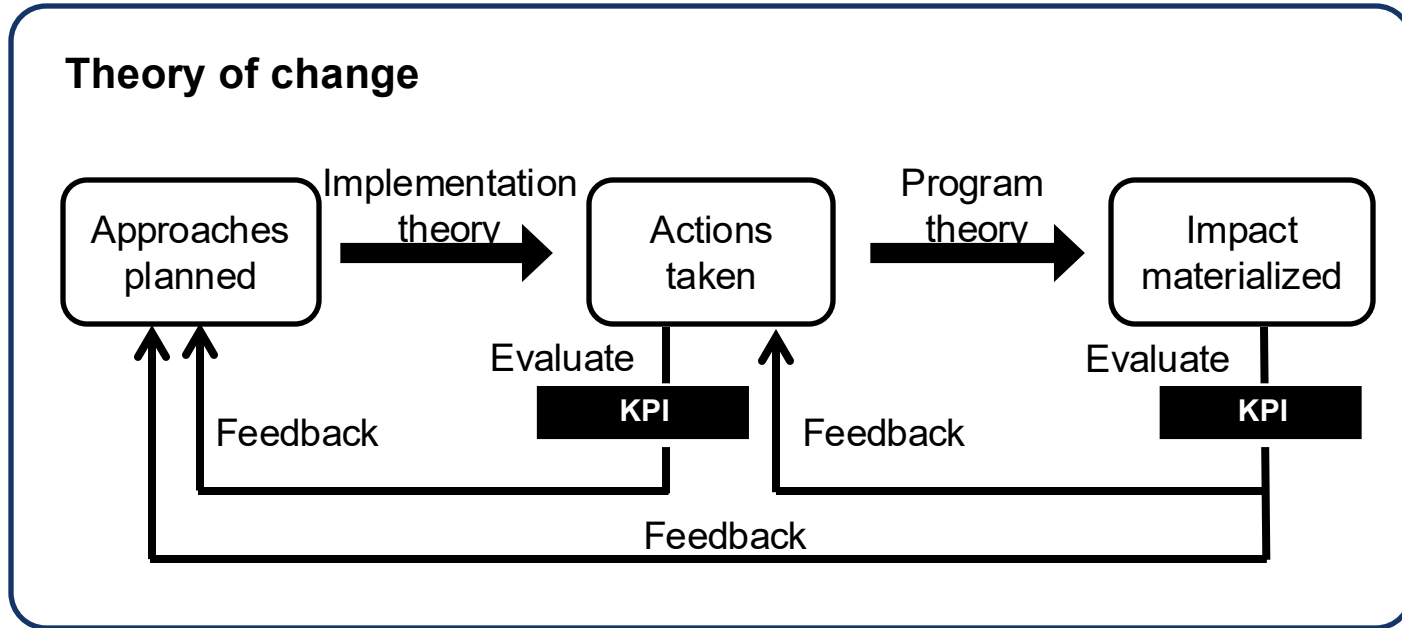 Theory of change
Implementation
theory
Program
theory
Approaches
planned
Actions
taken
Impact
materialized
Evaluate
Evaluate
KPI
KPI
Feedback
Feedback
Feedback